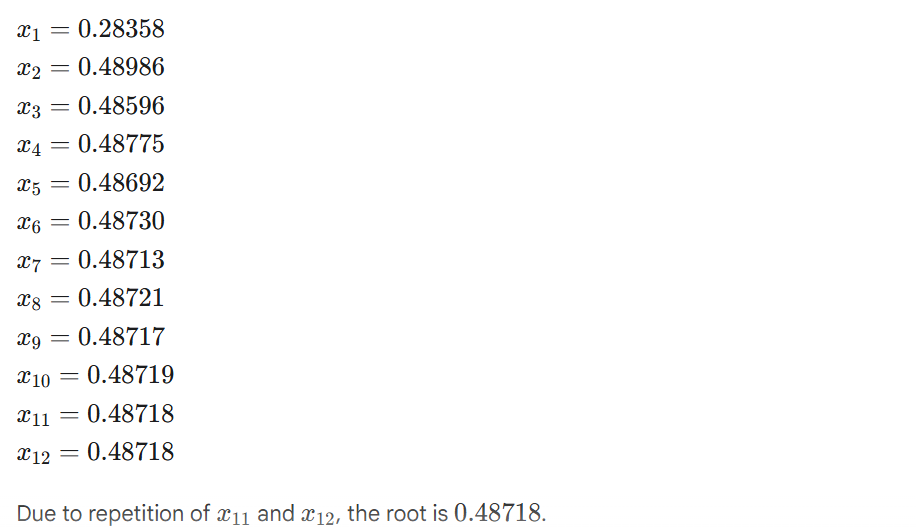 x₁ = 0.28358
x₂ = 0.48986
x₃ = 0.48596
x₄ = 0.48775
x₅ = 0.48692
x₆ = 0.48730
x₇ = 0.48713
x₈ = 0.48721
x₉ = 0.48717
x₁₀ = 0.48719
x₁₁ = 0.48718
x₁₂ = 0.48718
Due to repetition of x₁₁ and x₁₂, the root is 0.48718.